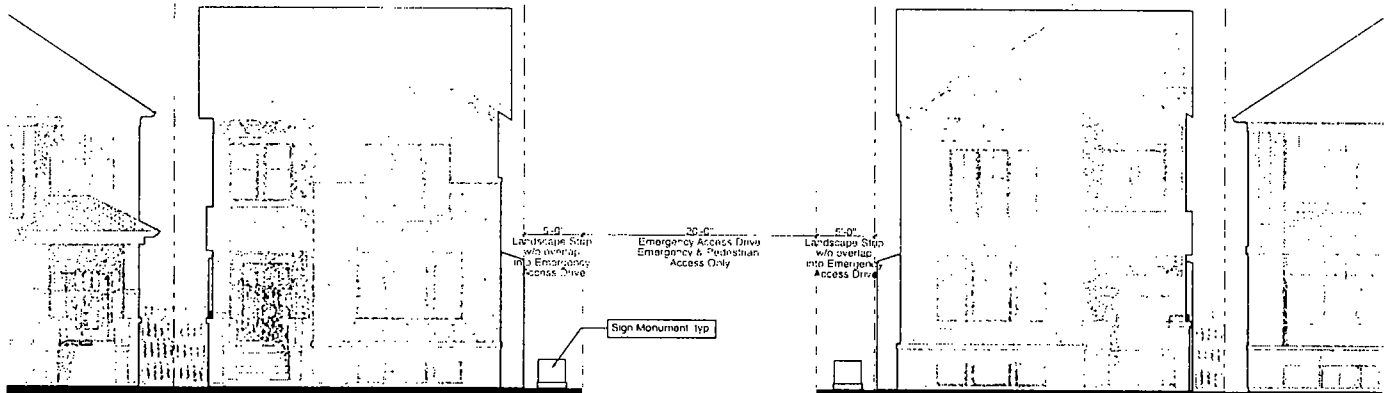 5'-0"
Landscape Strip
w/o overlap
into Emergency
Access Drive
20'-0"
Emergency Access Drive
Emergency & Pedestrian
Access Only
5'-0"
Landscape Strip
w/o overlap
into Emergency
Access Drive
Sign Monument Typ